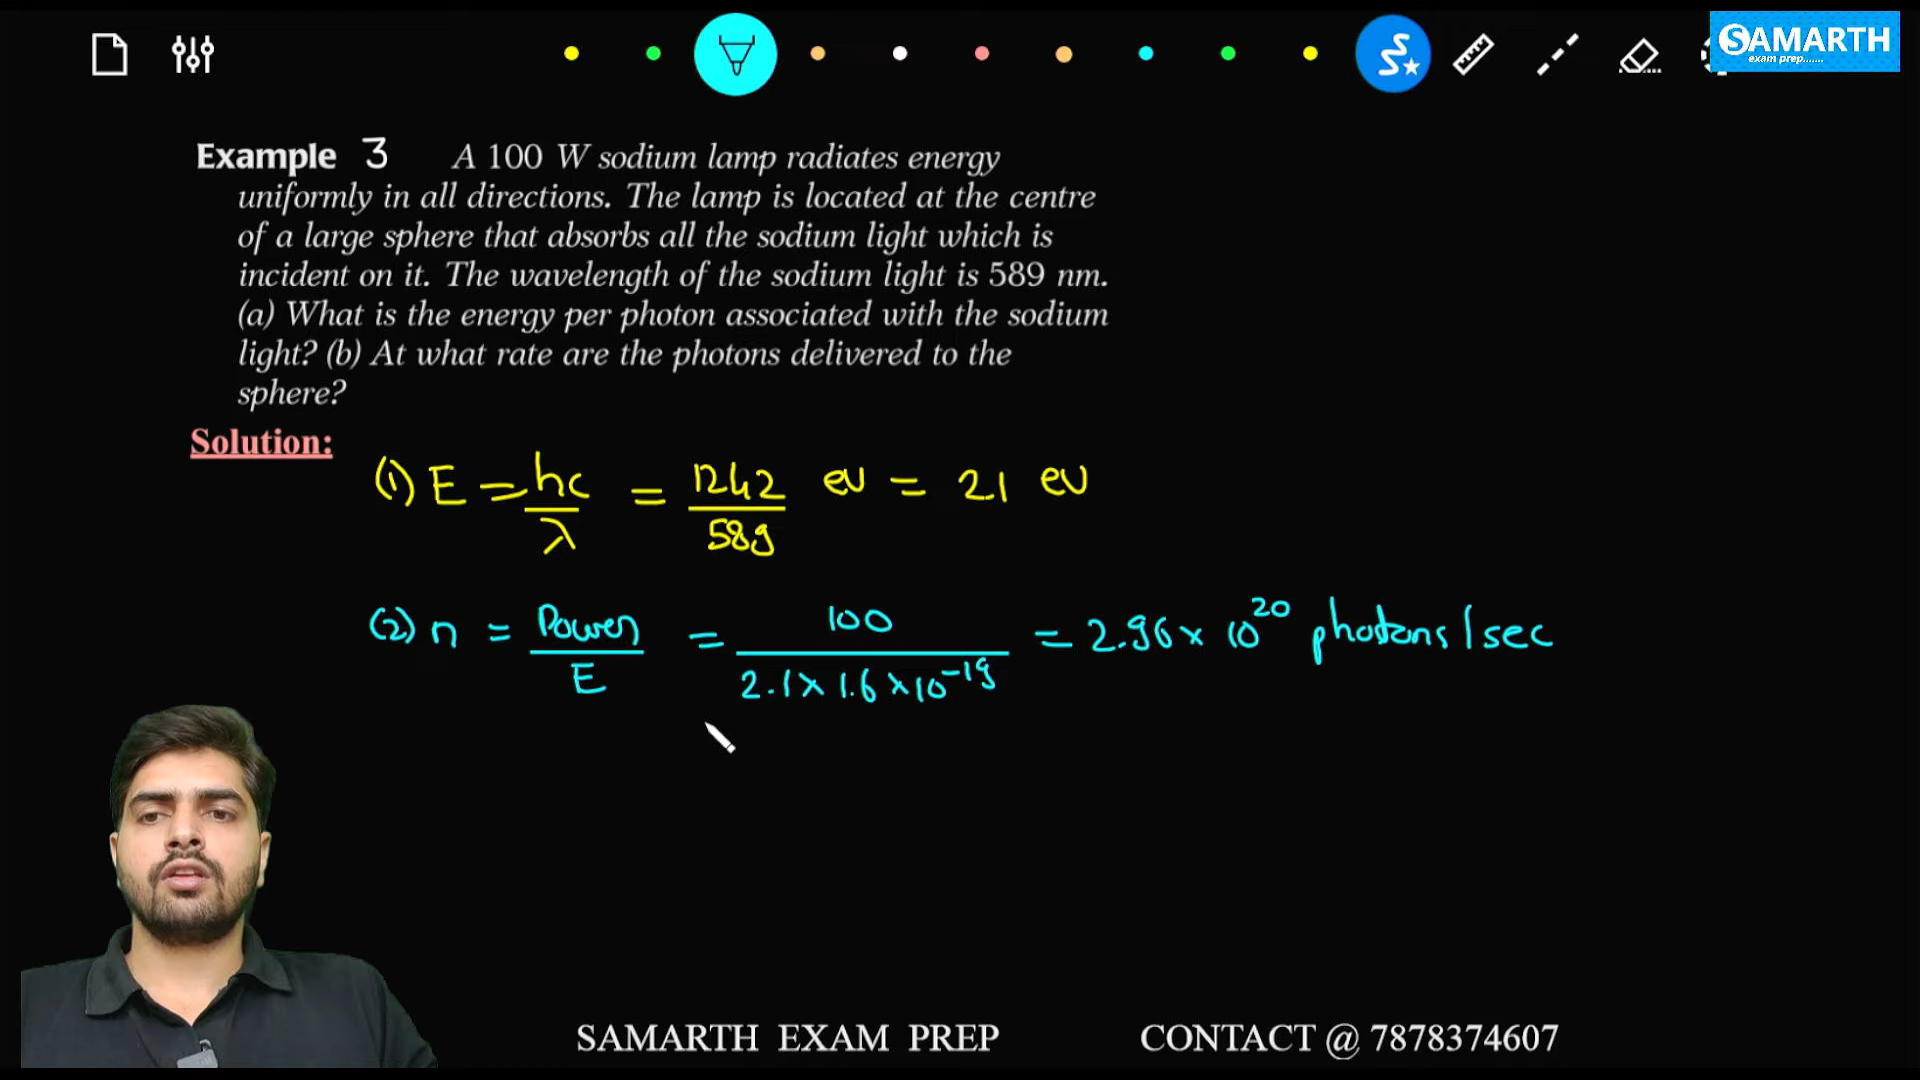 SAMARTH
exam prep......
Example 3 A 100 W sodium lamp radiates energy
uniformly in all directions. The lamp is located at the centre
of a large sphere that absorbs all the sodium light which is
incident on it. The wavelength of the sodium light is 589 nm.
(a) What is the energy per photon associated with the sodium
light? (b) At what rate are the photons delivered to the
sphere?
Solution:
(1) E = hc/λ = 1242/589 eV = 2.1 eV
(2) n = Power/E = 100/(2.1 × 1.6 × 10^-19) = 2.96 × 10^20 photons/sec
SAMARTH EXAM PREP CONTACT @ 7878374607